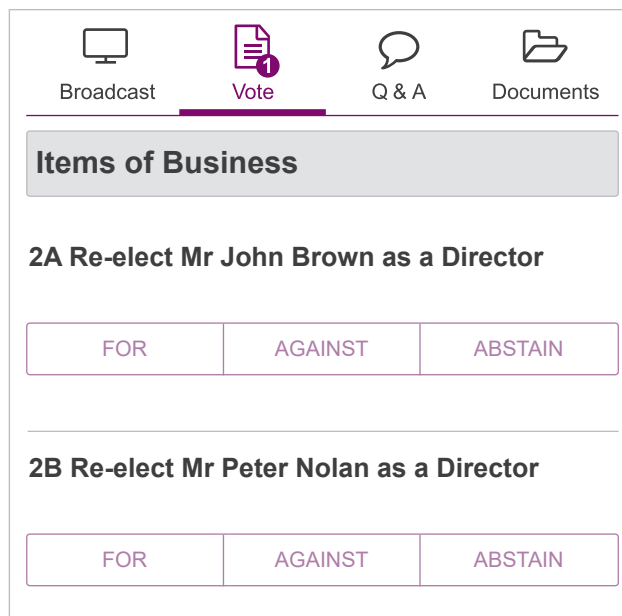 1
Broadcast Vote Q & A Documents
Items of Business
2A Re-elect Mr John Brown as a Director
FOR AGAINST ABSTAIN
2B Re-elect Mr Peter Nolan as a Director
FOR AGAINST ABSTAIN